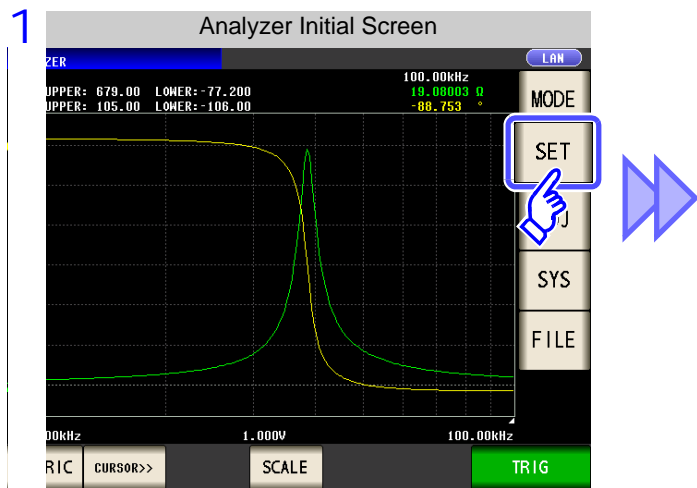 1
Analyzer Initial Screen
ZER
LAN
100.00kHz
UPPER: 679.00 LOWER:-77.200 19.08003 Ω
UPPER: 105.00 LOWER:-106.00 -88.753 °
MODE
SET
SYS
FILE
00kHz 1.000V 100.00kHz
RIC CURSOR>> SCALE TRIG